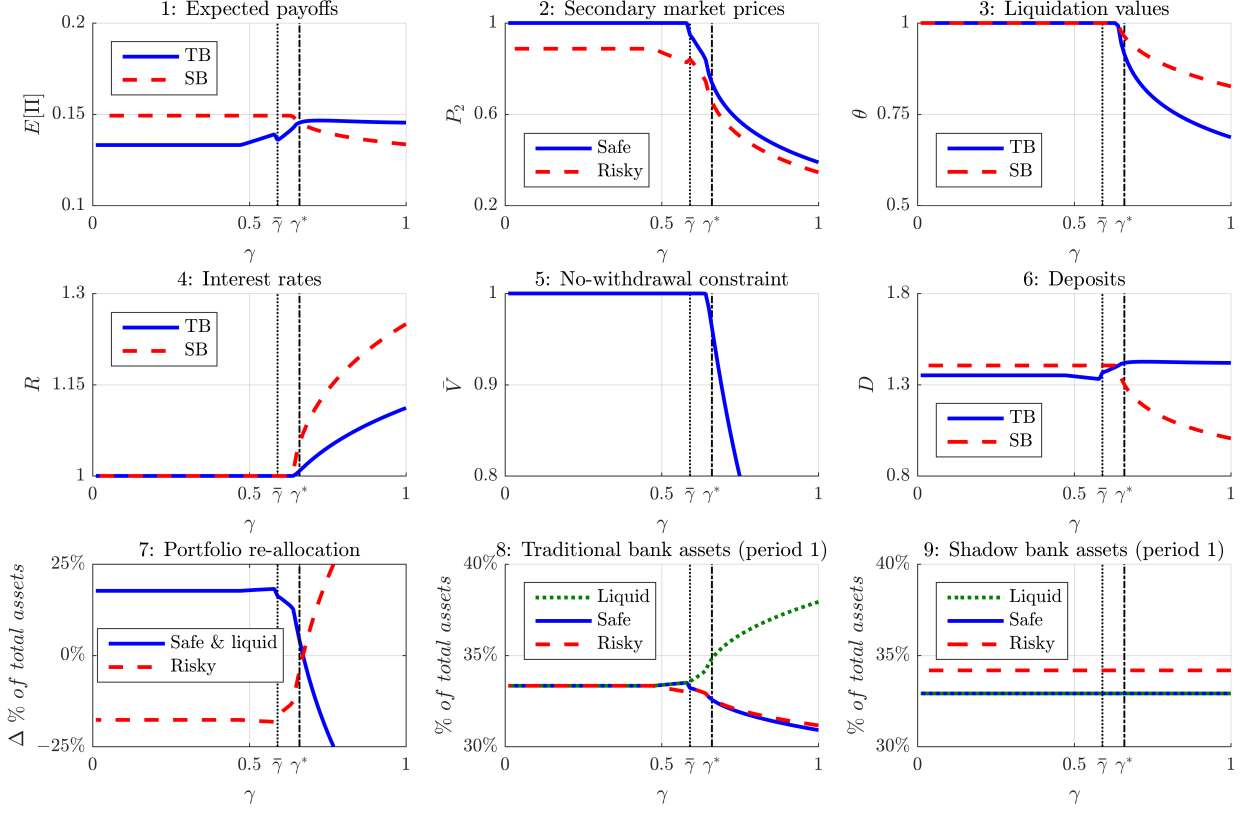 1: Expected payoffs
0.2
0.15
0.1
E[Π]
TB
SB
0
0.5
γ̄
γ*
1
γ
2: Secondary market prices
1
0.6
0.2
P₂
Safe
Risky
0
0.5
γ̄
γ*
1
γ
3: Liquidation values
1
0.75
0.5
θ
TB
SB
0
0.5
γ̄
γ*
1
γ
4: Interest rates
1.3
1.15
1
R
TB
SB
0
0.5
γ̄
γ*
1
γ
5: No-withdrawal constraint
1
0.9
0.8
V̄
0
0.5
γ̄
γ*
1
γ
6: Deposits
1.8
1.3
0.8
D
TB
SB
0
0.5
γ̄
γ*
1
γ
7: Portfolio re-allocation
25%
0%
−25%
Δ % of total assets
Safe & liquid
Risky
0
0.5
γ̄
γ*
1
γ
8: Traditional bank assets (period 1)
40%
35%
30%
% of total assets
Liquid
Safe
Risky
0
0.5
γ̄
γ*
1
γ
9: Shadow bank assets (period 1)
40%
35%
30%
% of total assets
Liquid
Safe
Risky
0
0.5
γ̄
γ*
1
γ